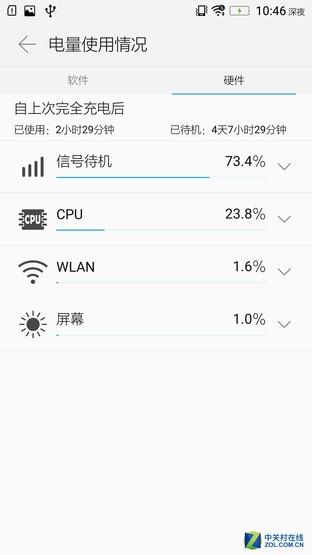 10:46 深夜
电量使用情况
软件 硬件
自上次完全充电后
已使用：2小时29分钟 已待机：4天7小时29分钟
信号待机 73.4%
CPU CPU 23.8%
WLAN 1.6%
屏幕 1.0%
Z 中关村在线
ZOL.COM.CN